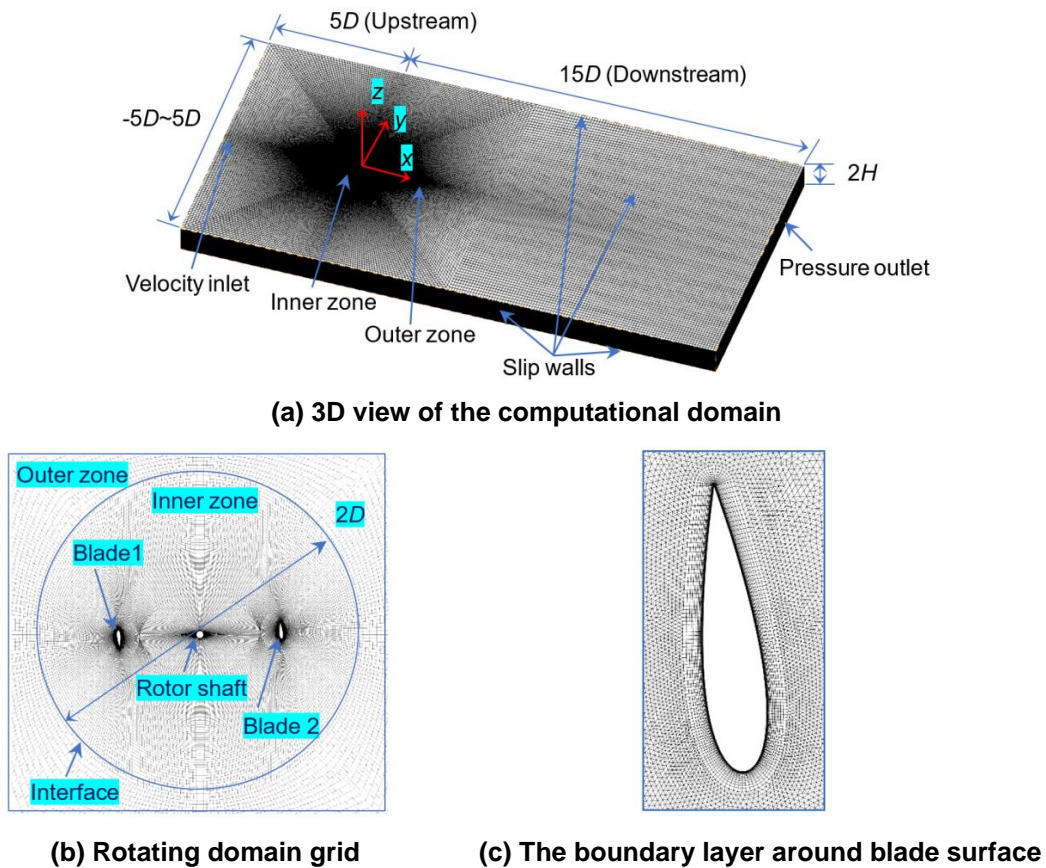 5D (Upstream)
15D (Downstream)
-5D~5D
z
y
x
2H
Velocity inlet
Inner zone
Outer zone
Slip walls
Pressure outlet
(a) 3D view of the computational domain
Outer zone
Inner zone
2D
Blade1
Rotor shaft
Blade 2
Interface
(b) Rotating domain grid
(c) The boundary layer around blade surface